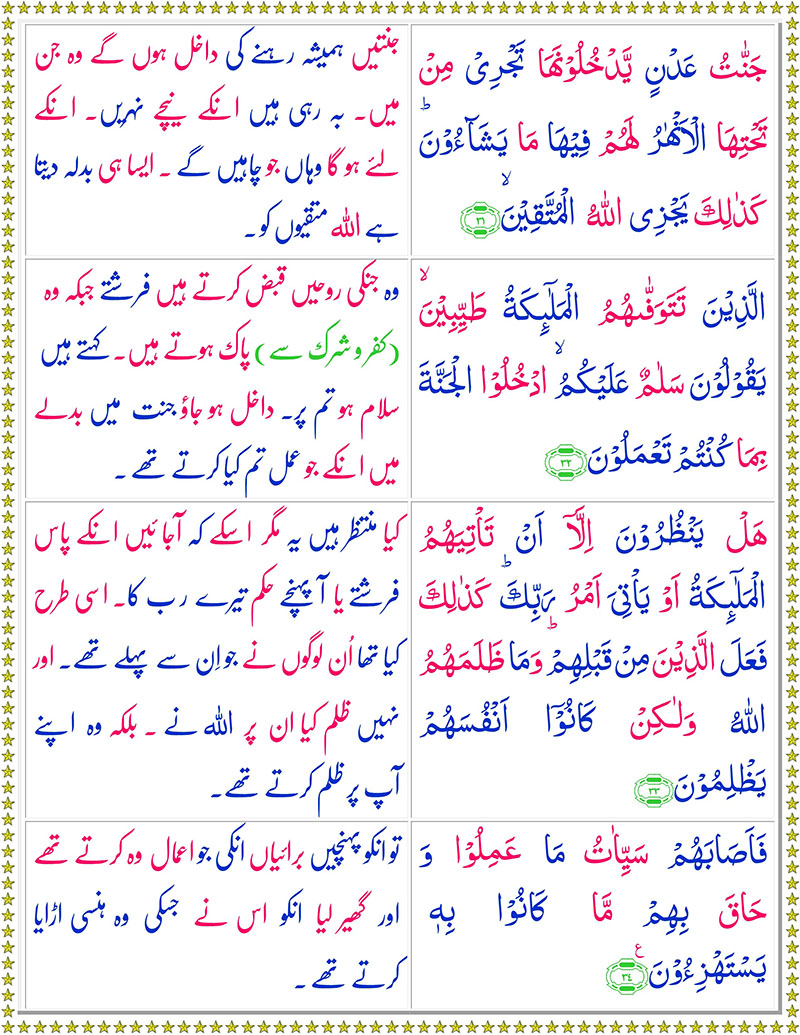 جَنّٰتُ عَدْنٍ يَّدْخُلُوْنَهَا تَجْرِىْ مِنْ
تَحْتِهَا الْاَنْهٰرُ لَهُمْ فِيْهَا مَا يَشَآءُوْنَ ؕ
كَذٰلِكَ يَجْزِى اللّٰهُ الْمُتَّقِيْنَ ۙ ﴿۳۱﴾
جنتیں ہمیشہ رہنے کی داخل ہوں گے وہ جن
میں۔ بہ رہی ہیں انکے نیچے نہریں۔ انکے
لئے ہو گا وہاں جو چاہیں گے ۔ ایسا ہی بدلہ دیتا
ہے اللہ متقیوں کو ۔
الَّذِيْنَ تَتَوَفّٰٮهُمُ الْمَلٰٓٮِٕكَةُ طَيِّبِيْنَ ۙ
يَقُوْلُوْنَ سَلٰمٌ عَلَيْكُمُ ۙ ادْخُلُوا الْجَنَّةَ
بِمَا كُنْتُمْ تَعْمَلُوْنَ ﴿۳۲﴾
وہ جنکی روحیں قبض کرتے ہیں فرشتے جبکہ وہ
(کفر و شرک سے) پاک ہوتے ہیں۔ کہتے ہیں
سلام ہو تم پر۔ داخل ہو جاؤ جنت میں بدلے
میں انکے جو عمل تم کیا کرتے تھے ۔
هَلْ يَنْظُرُوْنَ اِلَّاۤ اَنْ تَاْتِيَهُمُ
الْمَلٰٓٮِٕكَةُ اَوْ يَاْتِىَ اَمْرُ رَبِّكَ ؕ كَذٰلِكَ
فَعَلَ الَّذِيْنَ مِنْ قَبْلِهِمْ ؕ وَمَا ظَلَمَهُمُ
اللّٰهُ وَلٰـكِنْ كَانُوْۤا اَنْفُسَهُمْ
يَظْلِمُوْنَ ﴿۳۳﴾
کیا منتظر ہیں یہ مگر اسکے کہ آجائیں انکے پاس
فرشتے یا آ پہنچے حکم تیرے رب کا۔ اسی طرح
کیا تھا اُن لوگوں نے جو اِن سے پہلے تھے۔ اور
نہیں ظلم کیا ان پر اللہ نے ۔ بلکہ وہ اپنے
آپ پر ظلم کرتے تھے۔
فَاَصَابَهُمْ سَيِّاٰتُ مَا عَمِلُوْا وَ
حَاقَ بِهِمْ مَّا كَانُوْا بِهٖ
يَسْتَهْزِءُوْنَ ﴿۳۴﴾ ع
تو انکو پہنچیں برائیاں انکی جو اعمال وہ کرتے تھے
اور گھیر لیا انکو اس نے جسکی وہ ہنسی اڑایا
کرتے تھے ۔